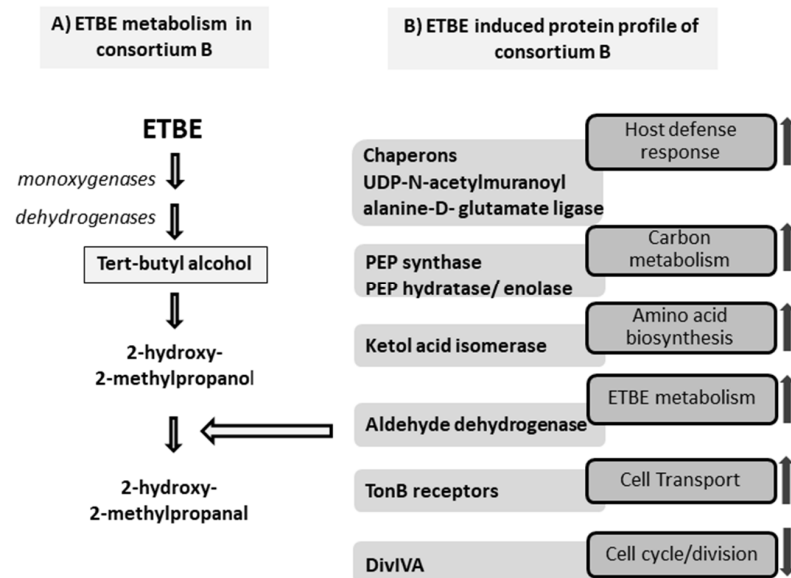 A) ETBE metabolism in
consortium B
ETBE
monoxygenases
dehydrogenases
Tert-butyl alcohol
2-hydroxy-
2-methylpropanol
2-hydroxy-
2-methylpropanal
B) ETBE induced protein profile of
consortium B
Host defense
response
Chaperons
UDP-N-acetylmuranoyl
alanine-D- glutamate ligase
Carbon
metabolism
PEP synthase
PEP hydratase/ enolase
Amino acid
biosynthesis
Ketol acid isomerase
ETBE metabolism
Aldehyde dehydrogenase
Cell Transport
TonB receptors
Cell cycle/division
DivIVA